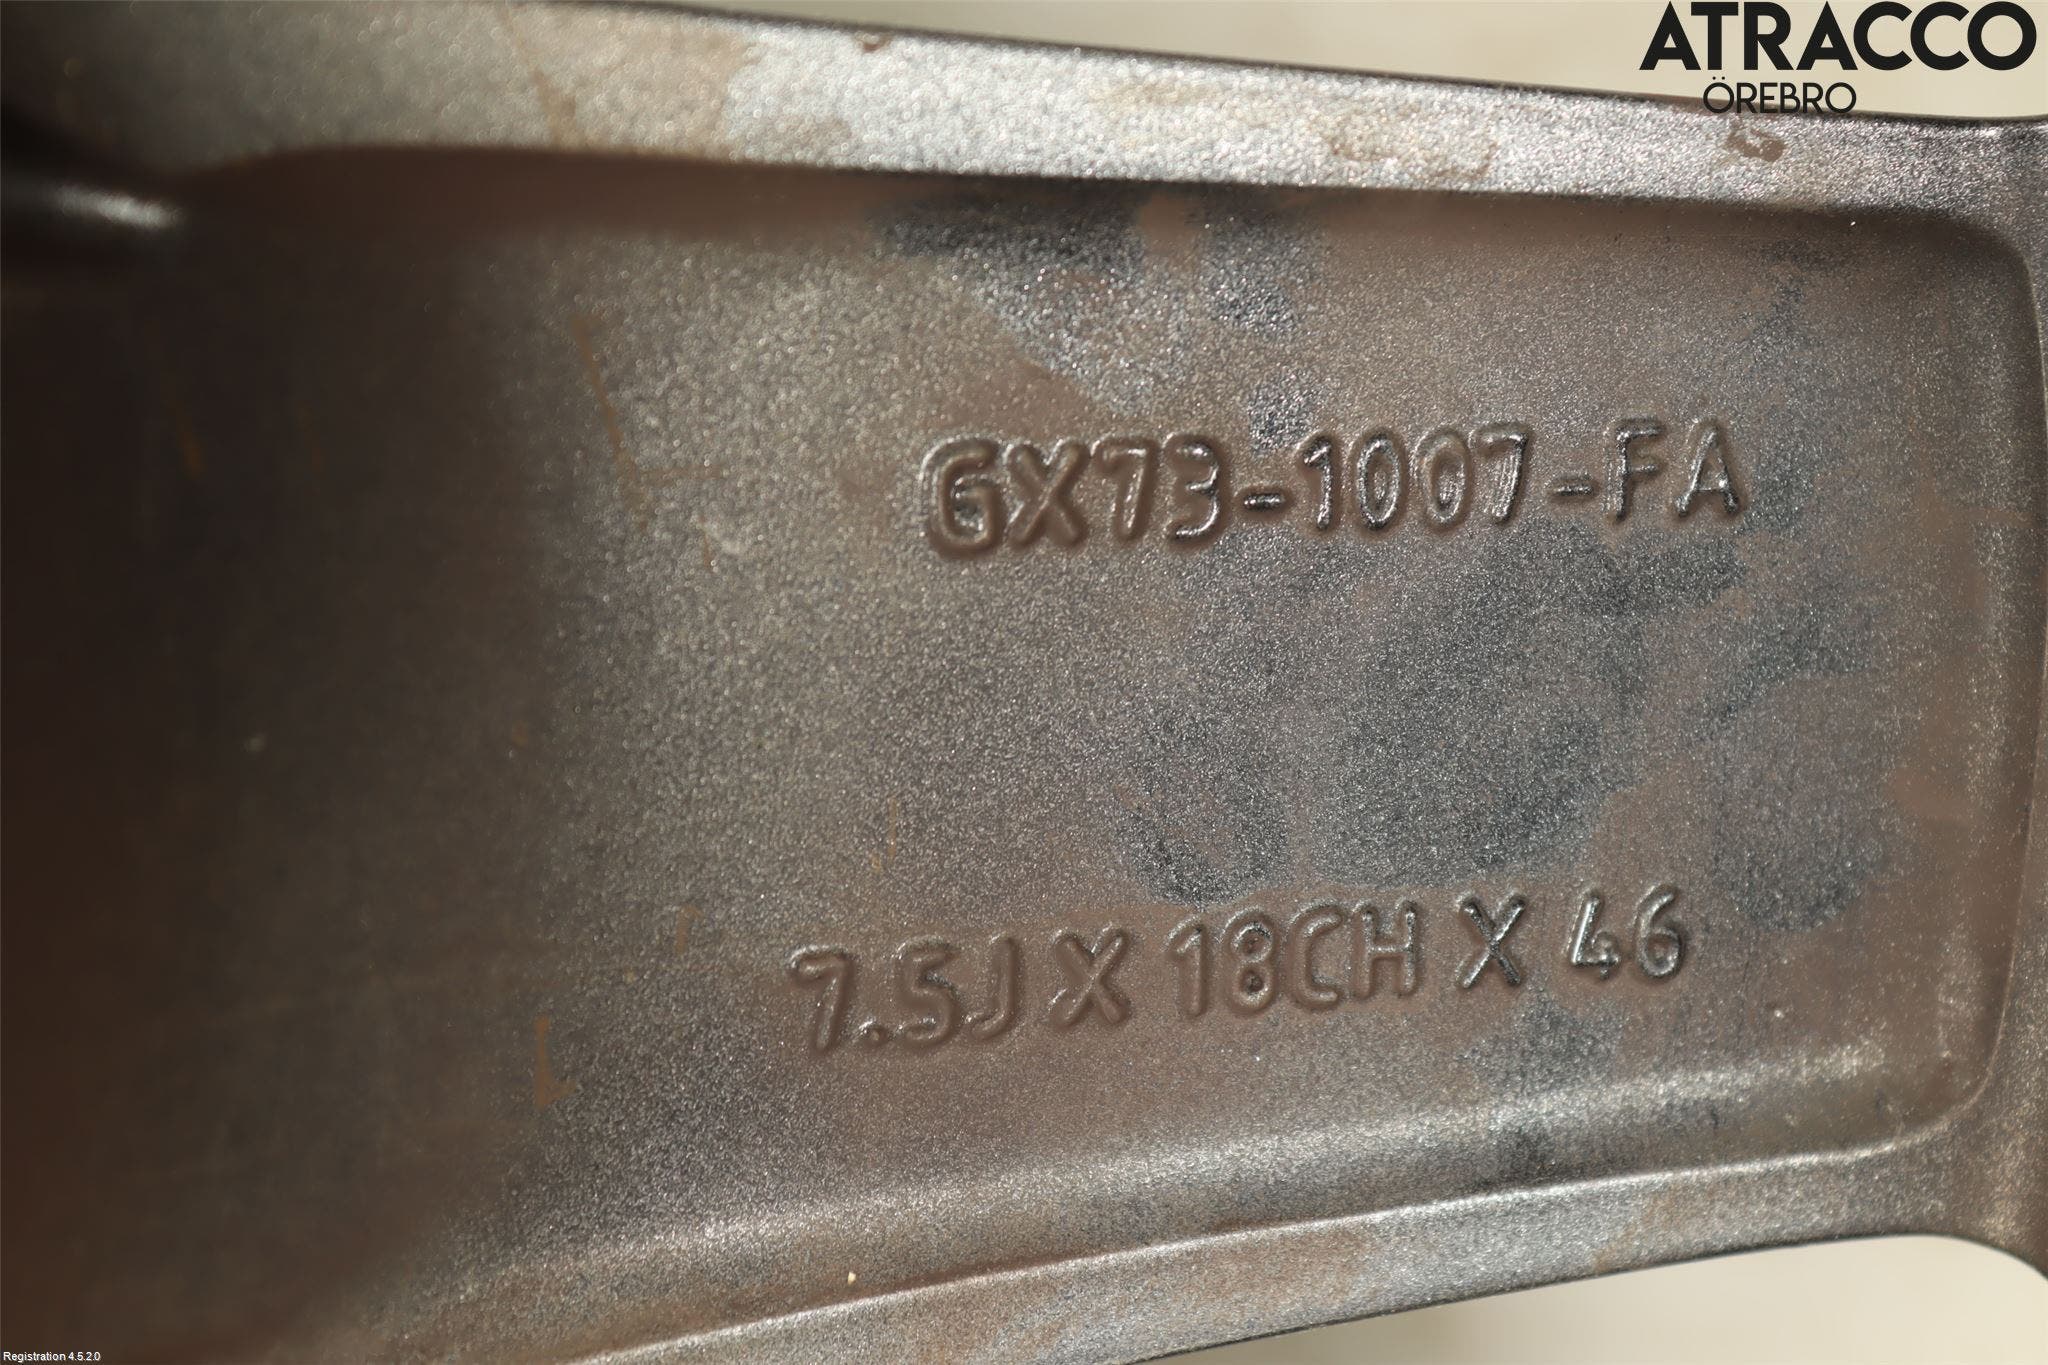 ATRACCO
ÖREBRO
GX73-1007-FA
7.5J X 18CH X 46
Registration 4.5.2.0